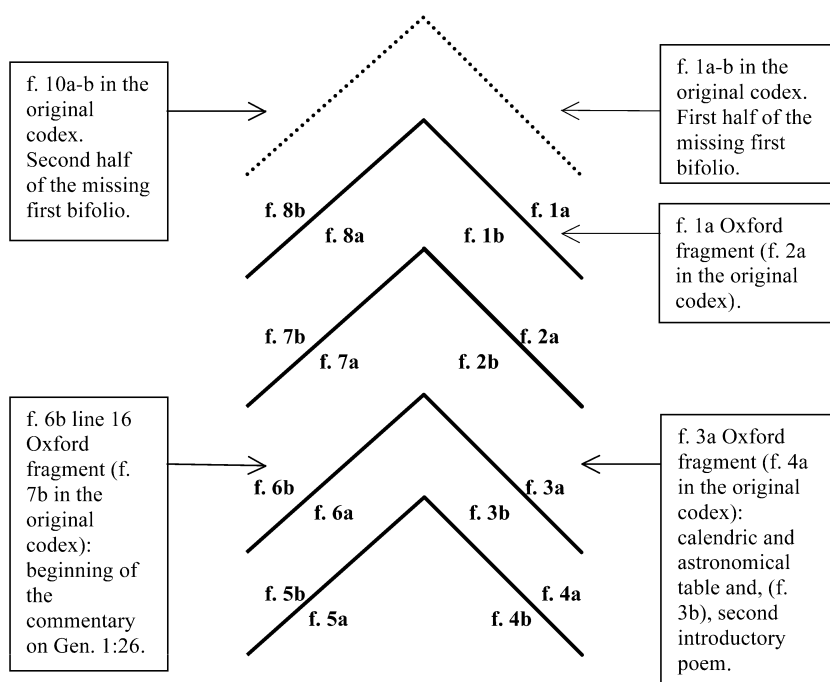 f. 10a-b in the
original
codex.
Second half
of the missing
first bifolio.
f. 1a-b in the
original codex.
First half of the
missing first
bifolio.
f. 8b
f. 8a
f. 1a
f. 1b
f. 1a Oxford
fragment (f. 2a
in the original
codex).
f. 7b
f. 7a
f. 2a
f. 2b
f. 6b line 16
Oxford
fragment (f.
7b in the
original
codex):
beginning of
the
commentary
on Gen. 1:26.
f. 6b
f. 6a
f. 3a
f. 3b
f. 3a Oxford
fragment (f. 4a
in the original
codex):
calendric and
astronomical
table and, (f.
3b), second
introductory
poem.
f. 5b
f. 5a
f. 4a
f. 4b